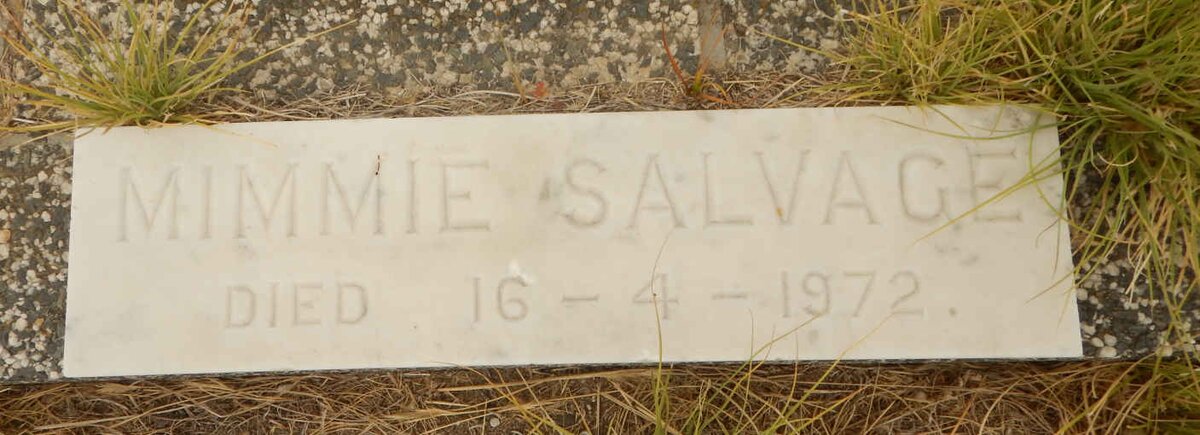 MIMMIE SALVAGE
DIED 16 - 4 - 1972.